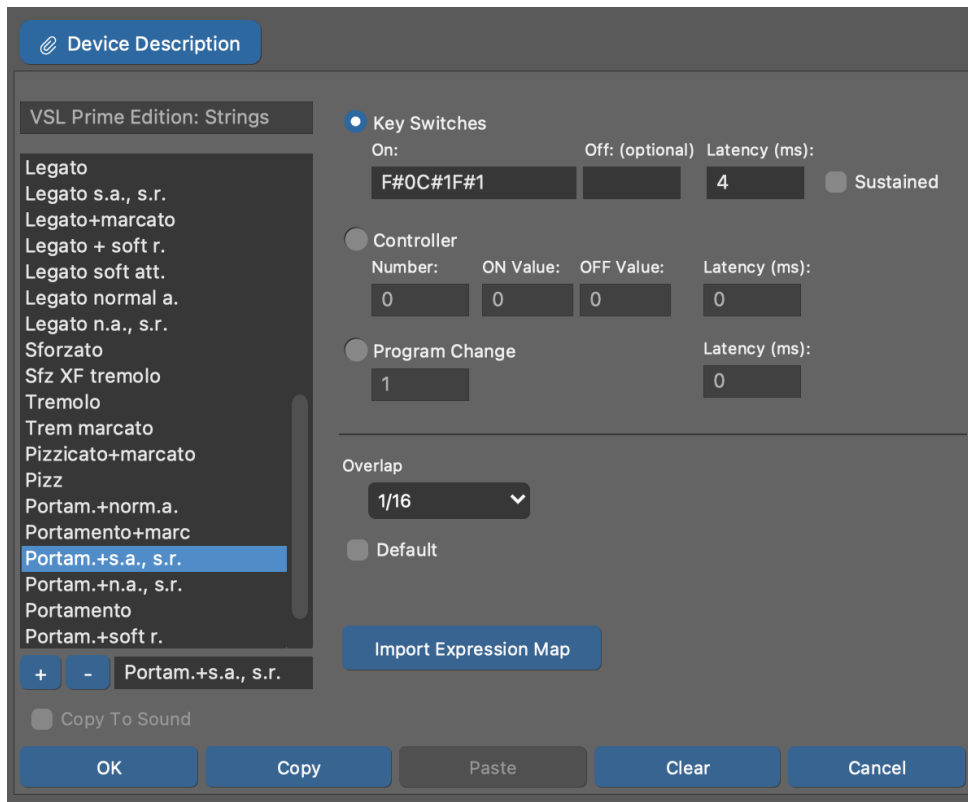 Device Description
VSL Prime Edition: Strings
Legato
Legato s.a., s.r.
Legato+marcato
Legato + soft r.
Legato soft att.
Legato normal a.
Legato n.a., s.r.
Sforzato
Sfz XF tremolo
Tremolo
Trem marcato
Pizzicato+marcato
Pizz
Portam.+norm.a.
Portamento+marc
Portam.+s.a., s.r.
Portam.+n.a., s.r.
Portamento
Portam.+soft r.
+ - Portam.+s.a., s.r.
Copy To Sound
Key Switches
On: Off: (optional) Latency (ms):
F#0C#1F#1 4 Sustained
Controller
Number: ON Value: OFF Value: Latency (ms):
0 0 0 0
Program Change Latency (ms):
1 0
Overlap
1/16
Default
Import Expression Map
OK Copy Paste Clear Cancel